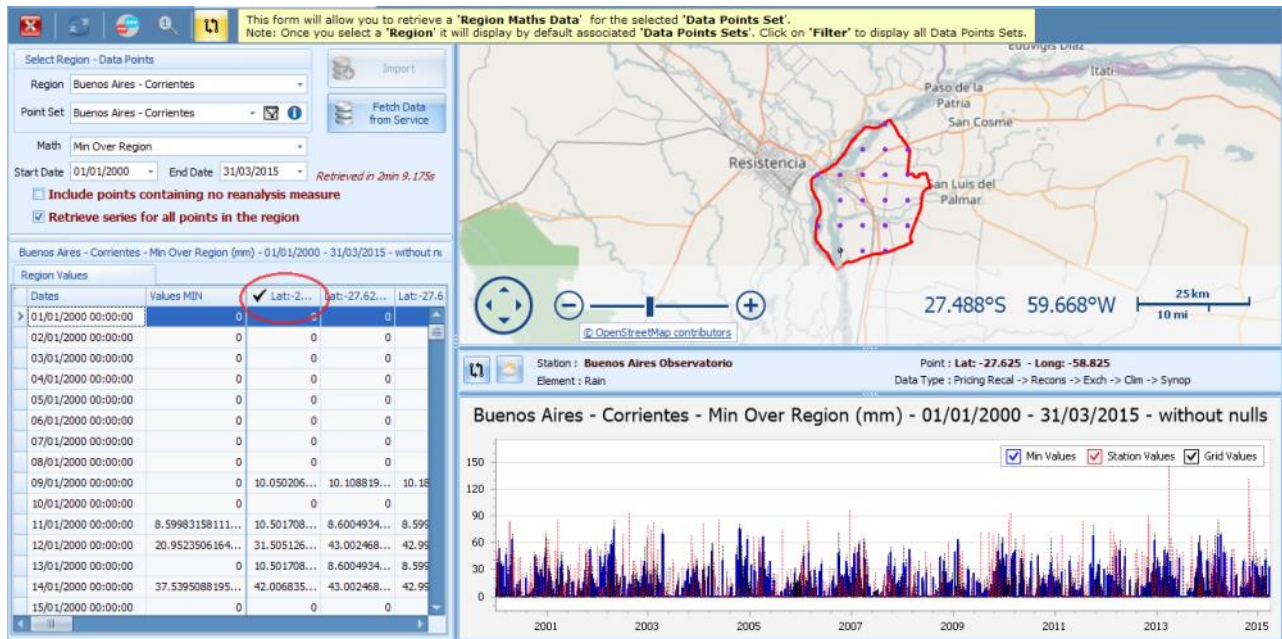 This form will allow you to retrieve a 'Region Maths Data' for the selected 'Data Points Set'.
Note: Once you select a 'Region' it will display by default associated 'Data Points Sets'. Click on 'Filter' to display all Data Points Sets.
Select Region - Data Points
Region Buenos Aires - Corrientes
Point Set Buenos Aires - Corrientes
Import
Fetch Data
from Service
Math Min Over Region
Start Date 01/01/2000 End Date 31/03/2015 Retrieved in 2min 9.175s
Include points containing no reanalysis measure
Retrieve series for all points in the region
Buenos Aires - Corrientes - Min Over Region (mm) - 01/01/2000 - 31/03/2015 - without nu
Region Values
Dates Values MIN Lat:-2... Lat:-27.62... Lat:-27.6
01/01/2000 00:00:00 0 0 0
02/01/2000 00:00:00 0 0 0
03/01/2000 00:00:00 0 0 0
04/01/2000 00:00:00 0 0 0
05/01/2000 00:00:00 0 0 0
06/01/2000 00:00:00 0 0 0
07/01/2000 00:00:00 0 0 0
08/01/2000 00:00:00 0 0 0
09/01/2000 00:00:00 0 10.050206... 10.108819... 10.18
10/01/2000 00:00:00 0 0 0
11/01/2000 00:00:00 8.59983158111... 10.501708... 8.6004934... 8.599
12/01/2000 00:00:00 20.9523506164... 31.505126... 43.002468... 42.99
13/01/2000 00:00:00 0 10.501708... 8.6004934... 8.599
14/01/2000 00:00:00 37.5395088195... 42.006835... 43.002468... 42.99
15/01/2000 00:00:00 0 0 0
Itati
Paso de la
Patria
San Cosme
Resistencia
San Luis del
Palmar
27.488°S 59.668°W
25 km
10 mi
© OpenStreetMap contributors
Station : Buenos Aires Observatorio
Element : Rain
Point : Lat: -27.625 - Long: -58.825
Data Type : Pricing Recal -> Recons -> Exch -> Clim -> Synop
Buenos Aires - Corrientes - Min Over Region (mm) - 01/01/2000 - 31/03/2015 - without nulls
Min Values Station Values Grid Values
150
120
90
60
30
0
2001 2003 2005 2007 2009 2011 2013 2015